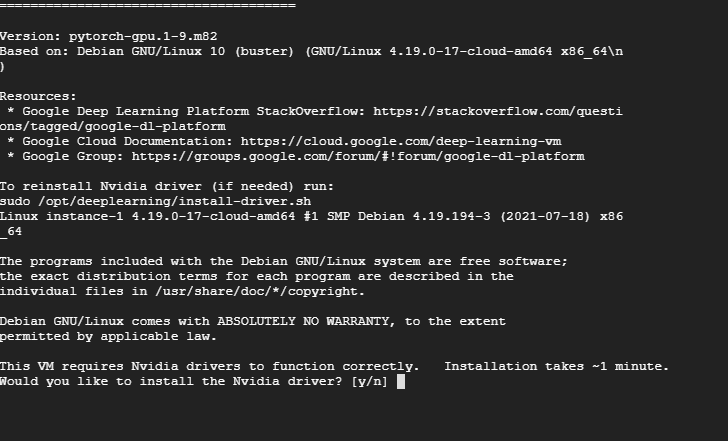 ======================================
Version: pytorch-gpu.1-9.m82
Based on: Debian GNU/Linux 10 (buster) (GNU/Linux 4.19.0-17-cloud-amd64 x86_64\n
)
Resources:
 * Google Deep Learning Platform StackOverflow: https://stackoverflow.com/questi
ons/tagged/google-dl-platform
 * Google Cloud Documentation: https://cloud.google.com/deep-learning-vm
 * Google Group: https://groups.google.com/forum/#!forum/google-dl-platform
To reinstall Nvidia driver (if needed) run:
sudo /opt/deeplearning/install-driver.sh
Linux instance-1 4.19.0-17-cloud-amd64 #1 SMP Debian 4.19.194-3 (2021-07-18) x86
_64
The programs included with the Debian GNU/Linux system are free software;
the exact distribution terms for each program are described in the
individual files in /usr/share/doc/*/copyright.
Debian GNU/Linux comes with ABSOLUTELY NO WARRANTY, to the extent
permitted by applicable law.
This VM requires Nvidia drivers to function correctly.   Installation takes ~1 minute.
Would you like to install the Nvidia driver? [y/n]